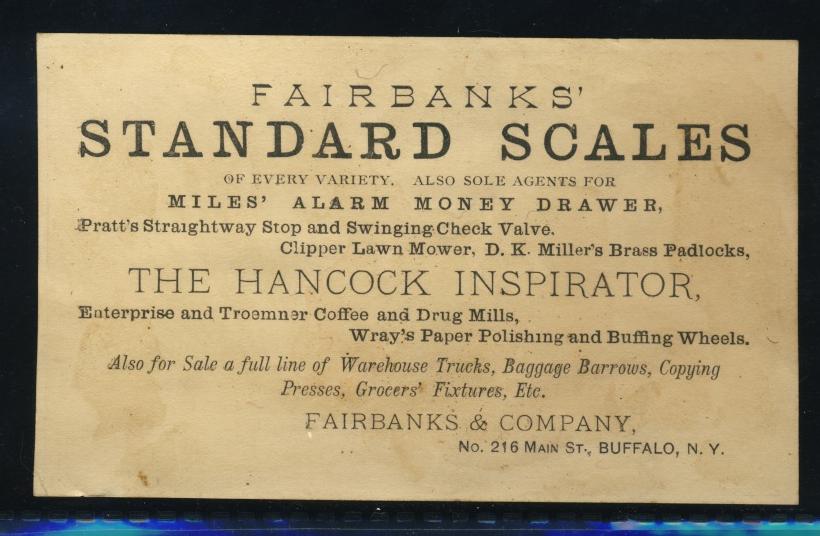 FAIRBANKS'
STANDARD SCALES
OF EVERY VARIETY. ALSO SOLE AGENTS FOR
MILES' ALARM MONEY DRAWER,
Pratt's Straightway Stop and Swinging Check Valve.
Clipper Lawn Mower, D. K. Miller's Brass Padlocks,
THE HANCOCK INSPIRATOR,
Enterprise and Troemner Coffee and Drug Mills,
Wray's Paper Polishing and Buffing Wheels.
Also for Sale a full line of Warehouse Trucks, Baggage Barrows, Copying
Presses, Grocers' Fixtures, Etc.
FAIRBANKS & COMPANY,
No. 216 MAIN ST., BUFFALO, N. Y.